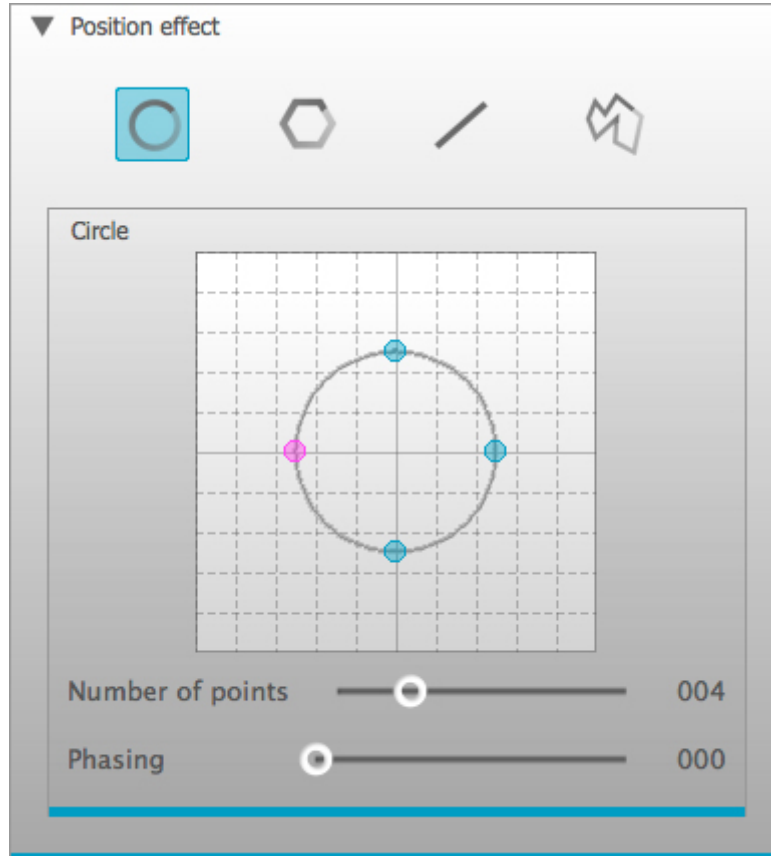 Position effect
Circle
Number of points 004
Phasing 000